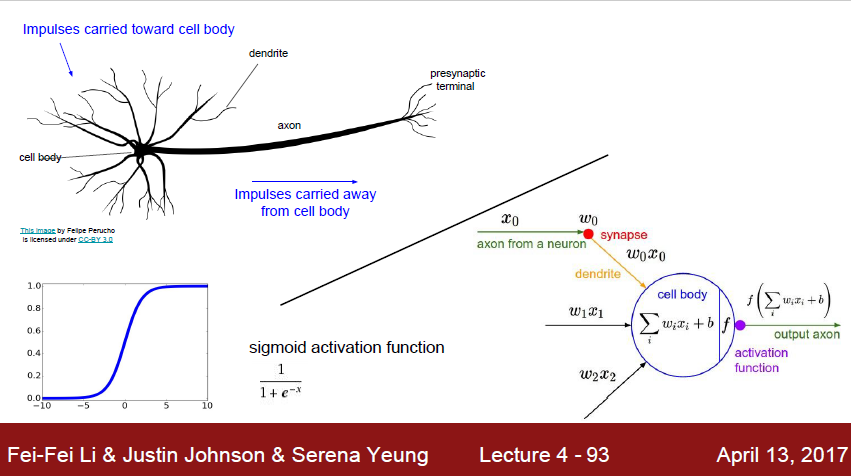 Impulses carried toward cell body
dendrite
presynaptic
terminal
axon
cell body
Impulses carried away
from cell body
This image by Felipe Perucho
is licensed under CC-BY 3.0
x₀
w₀
synapse
axon from a neuron
w₀x₀
dendrite
cell body
f(∑ᵢ wᵢxᵢ + b)
w₁x₁
∑ᵢ wᵢxᵢ + b
f
output axon
activation
function
w₂x₂
1.0
0.8
0.6
0.4
0.2
0.0
−10
−5
0
5
10
sigmoid activation function
1
1 + e⁻ˣ
Fei-Fei Li & Justin Johnson & Serena Yeung
Lecture 4 - 93
April 13, 2017